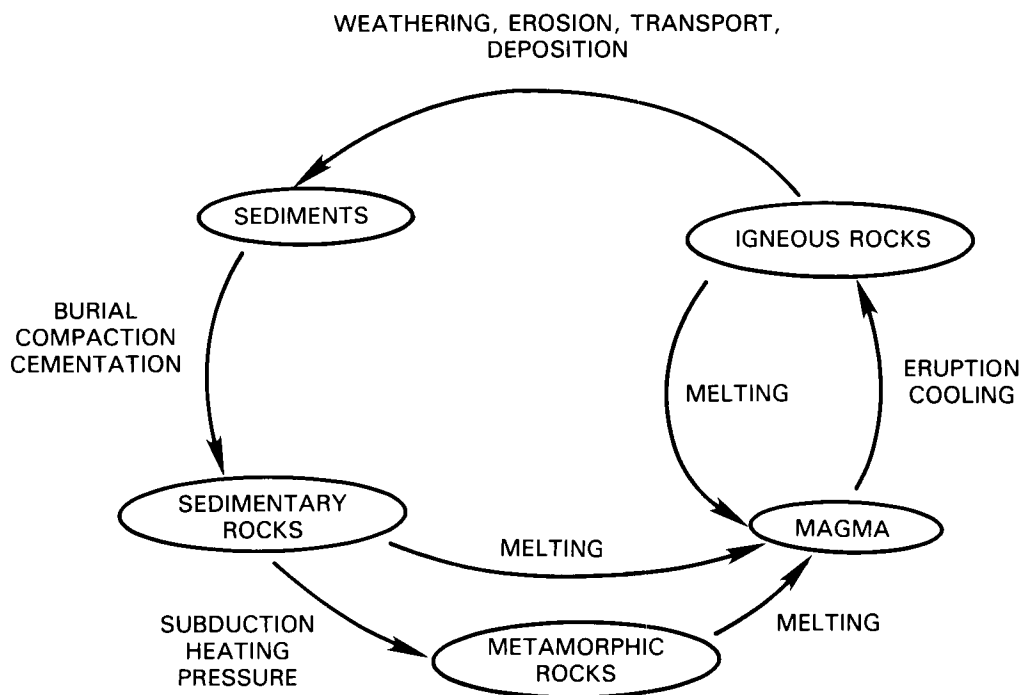 WEATHERING, EROSION, TRANSPORT,
DEPOSITION
SEDIMENTS
IGNEOUS ROCKS
BURIAL
COMPACTION
CEMENTATION
MELTING
ERUPTION
COOLING
SEDIMENTARY
ROCKS
MELTING
MAGMA
SUBDUCTION
HEATING
PRESSURE
METAMORPHIC
ROCKS
MELTING